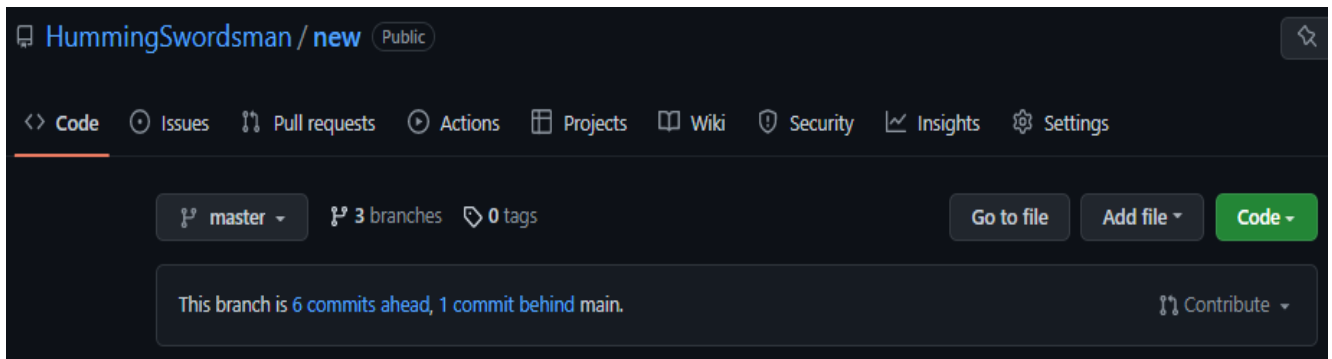 HummingSwordsman / new Public
Code Issues Pull requests Actions Projects Wiki Security Insights Settings
master 3 branches 0 tags Go to file Add file Code
This branch is 6 commits ahead, 1 commit behind main. Contribute